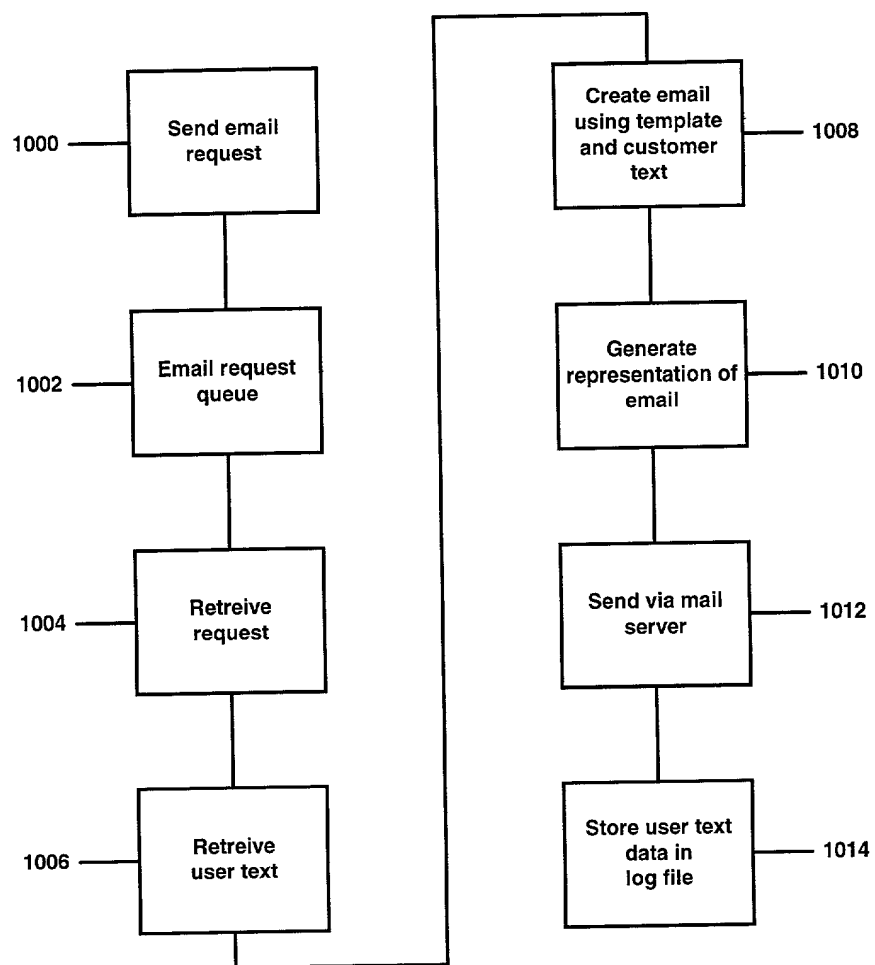 1000
Send email
request
1002
Email request
queue
1004
Retreive
request
1006
Retreive
user text
Create email
using template
and customer
text
1008
Generate
representation of
email
1010
Send via mail
server
1012
Store user text
data in
log file
1014